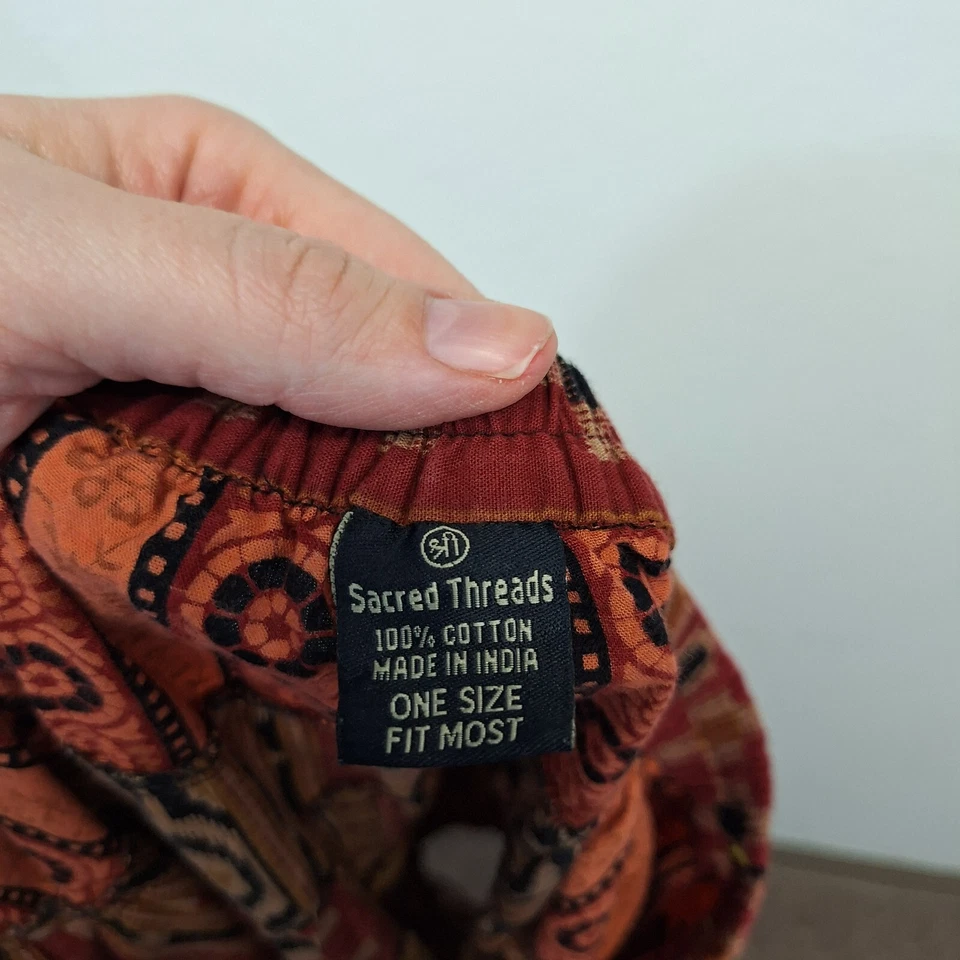 श्री
Sacred Threads
100% COTTON
MADE IN INDIA
ONE SIZE
FIT MOST